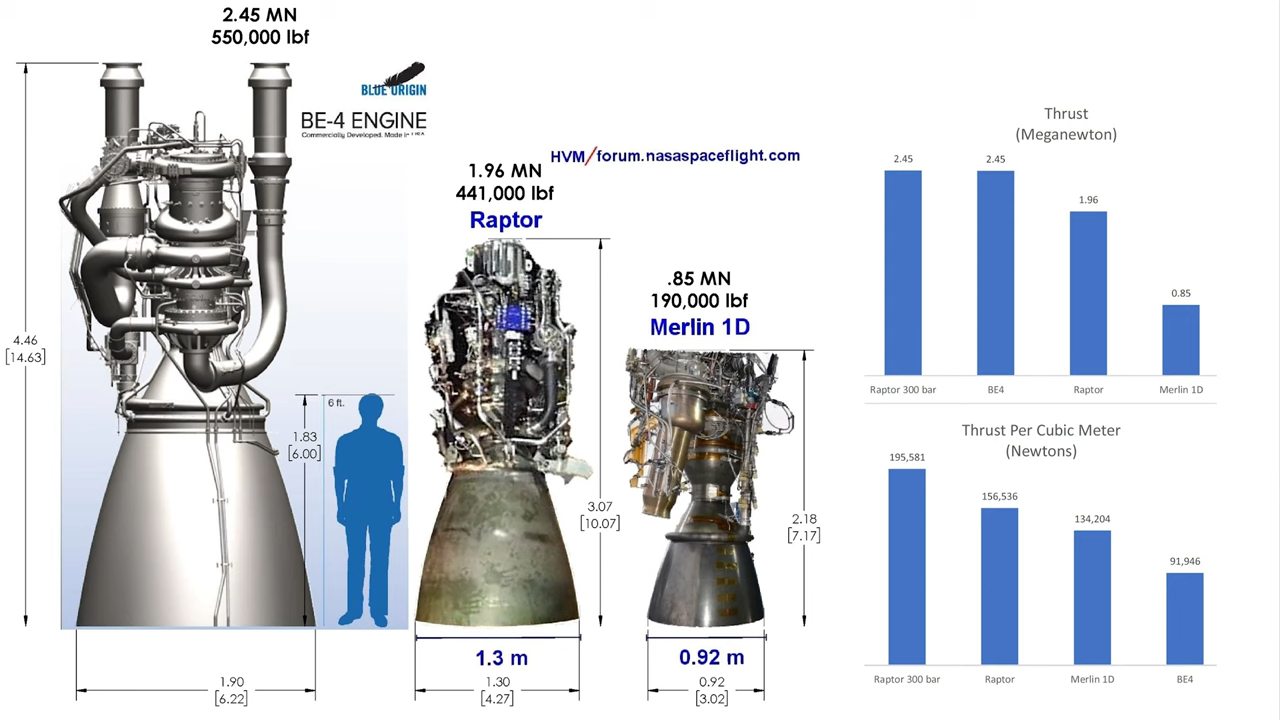 2.45 MN
550,000 lbf
BLUE ORIGIN
BE-4 ENGINE
Commercially Developed. Made in
4.46
[14.63]
6 ft.
1.83
[6.00]
1.90
[6.22]
HVM/forum.nasaspaceflight.com
1.96 MN
441,000 lbf
Raptor
3.07
[10.07]
1.3 m
1.30
[4.27]
.85 MN
190,000 lbf
Merlin 1D
2.18
[7.17]
0.92 m
0.92
[3.02]
Thrust
(Meganewton)
2.45
2.45
1.96
0.85
Raptor 300 bar
BE4
Raptor
Merlin 1D
Thrust Per Cubic Meter
(Newtons)
195,581
156,536
134,204
91,946
Raptor 300 bar
Raptor
Merlin 1D
BE4